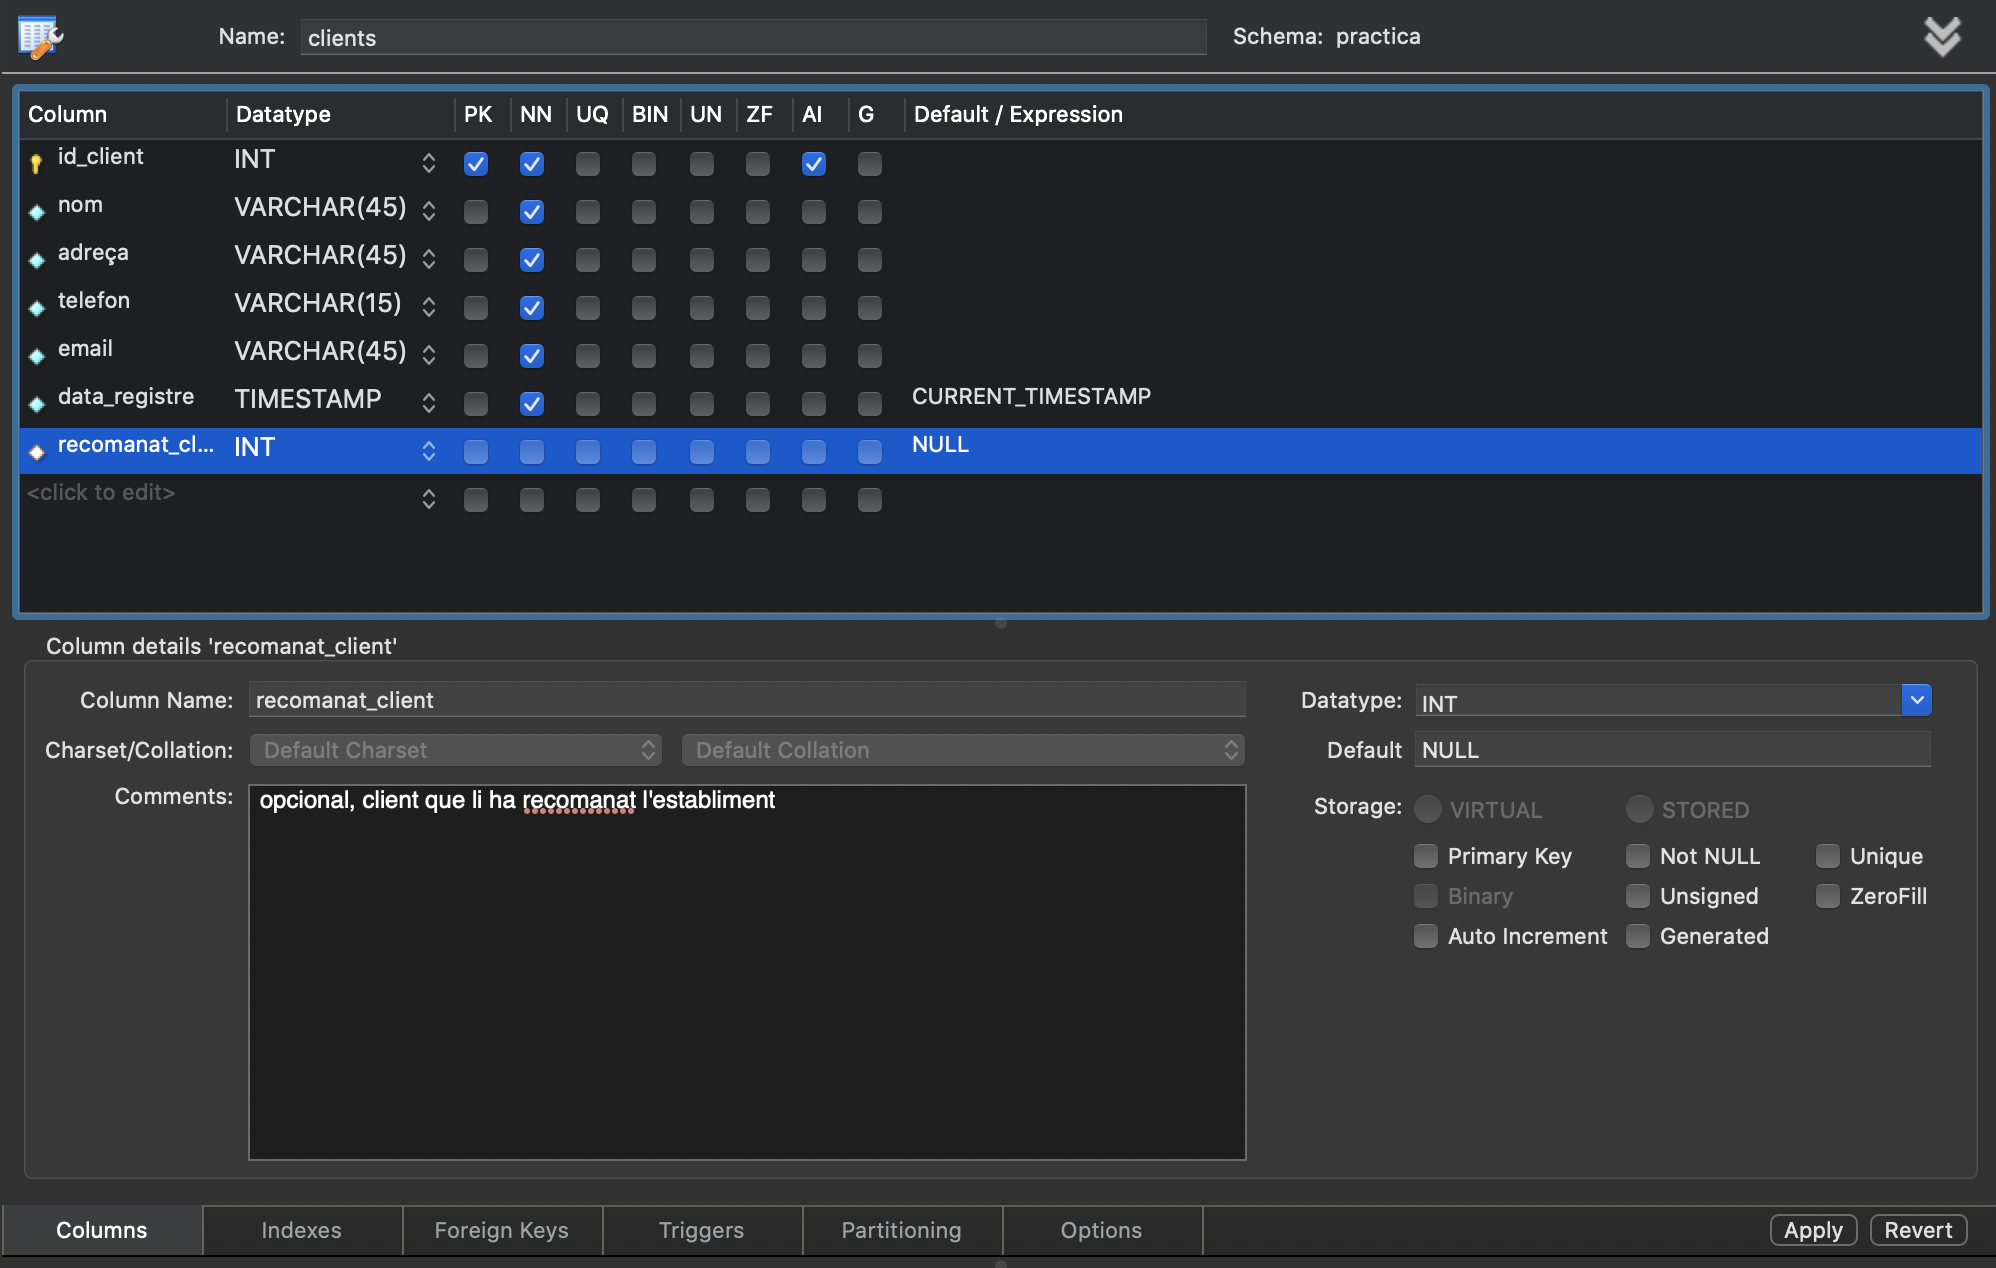 Name: clients Schema: practica
Column Datatype PK NN UQ BIN UN ZF AI G Default / Expression
id_client INT
nom VARCHAR(45)
adreça VARCHAR(45)
telefon VARCHAR(15)
email VARCHAR(45)
data_registre TIMESTAMP CURRENT_TIMESTAMP
recomanat_cl... INT NULL
<click to edit>
Column details 'recomanat_client'
Column Name: recomanat_client Datatype: INT
Charset/Collation: Default Charset Default Collation Default NULL
Comments: opcional, client que li ha recomanat l'establiment
Storage: VIRTUAL STORED
Primary Key Not NULL Unique
Binary Unsigned ZeroFill
Auto Increment Generated
Columns Indexes Foreign Keys Triggers Partitioning Options Apply Revert